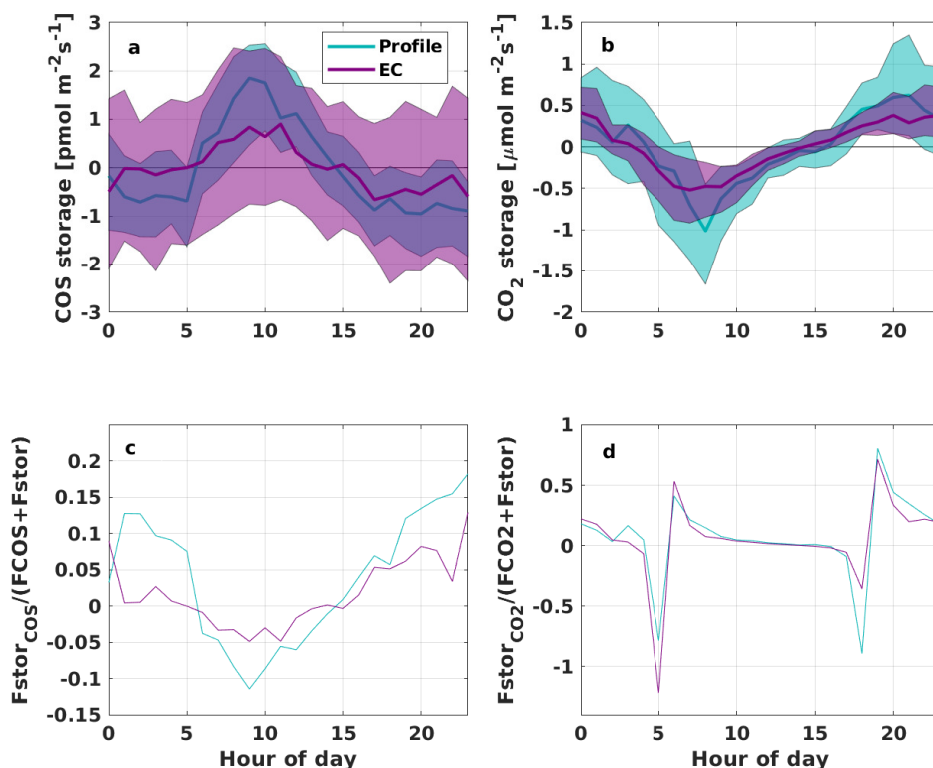 a
Profile
EC
COS storage [pmol m⁻²s⁻¹]
3
2
1
0
-1
-2
-3
0 5 10 15 20
b
CO₂ storage [μmol m⁻²s⁻¹]
1.5
1
0.5
0
-0.5
-1
-1.5
-2
0 5 10 15 20
c
Fstor_COS/(FCOS+Fstor)
0.2
0.15
0.1
0.05
0
-0.05
-0.1
-0.15
0 5 10 15 20
Hour of day
d
Fstor_CO2/(FCO2+Fstor)
1
0.5
0
-0.5
-1
0 5 10 15 20
Hour of day